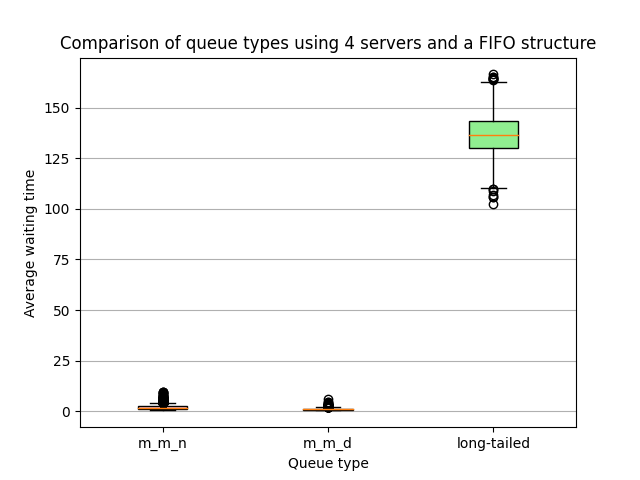 Comparison of queue types using 4 servers and a FIFO structure
Average waiting time
150
125
100
75
50
25
0
m_m_n
m_m_d
long-tailed
Queue type